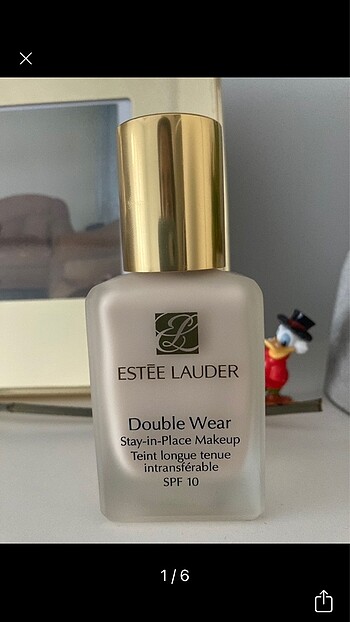 ESTĒE LAUDER
Double Wear
Stay-in-Place Makeup
Teint longue tenue
intransférable
SPF 10
1/6